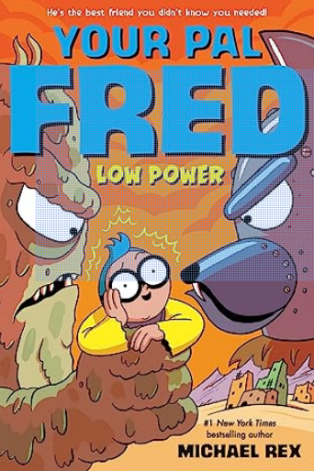 He's the best friend you didn't know you needed!
YOUR PAL
FRED
LOW POWER
#1 New York Times
bestselling author
MICHAEL REX